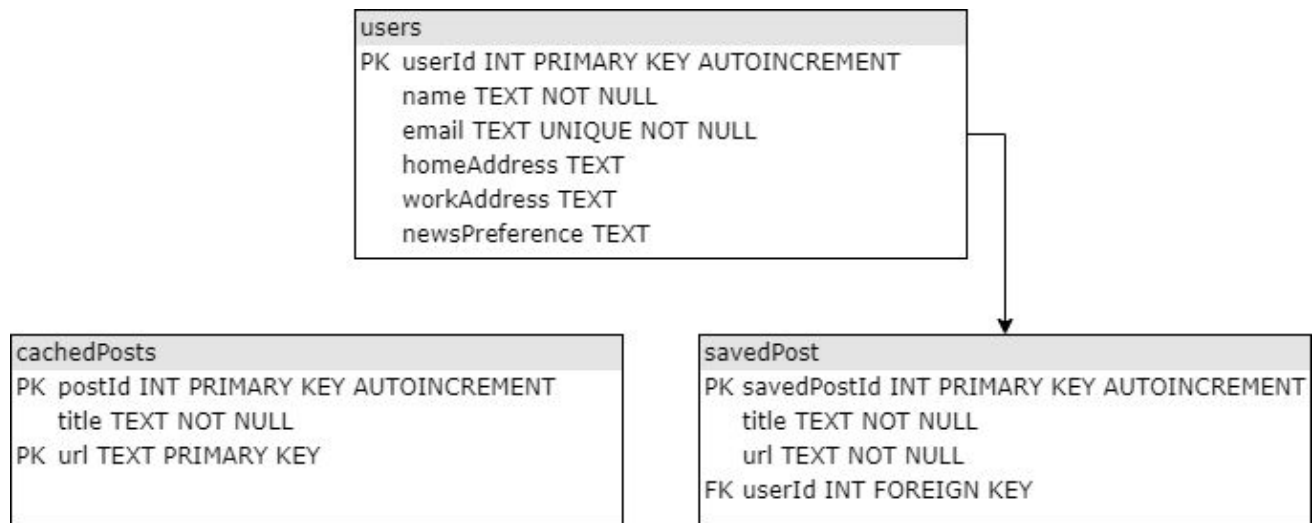 users
PK userId INT PRIMARY KEY AUTOINCREMENT
name TEXT NOT NULL
email TEXT UNIQUE NOT NULL
homeAddress TEXT
workAddress TEXT
newsPreference TEXT
cachedPosts
PK postId INT PRIMARY KEY AUTOINCREMENT
title TEXT NOT NULL
PK url TEXT PRIMARY KEY
savedPost
PK savedPostId INT PRIMARY KEY AUTOINCREMENT
title TEXT NOT NULL
url TEXT NOT NULL
FK userId INT FOREIGN KEY